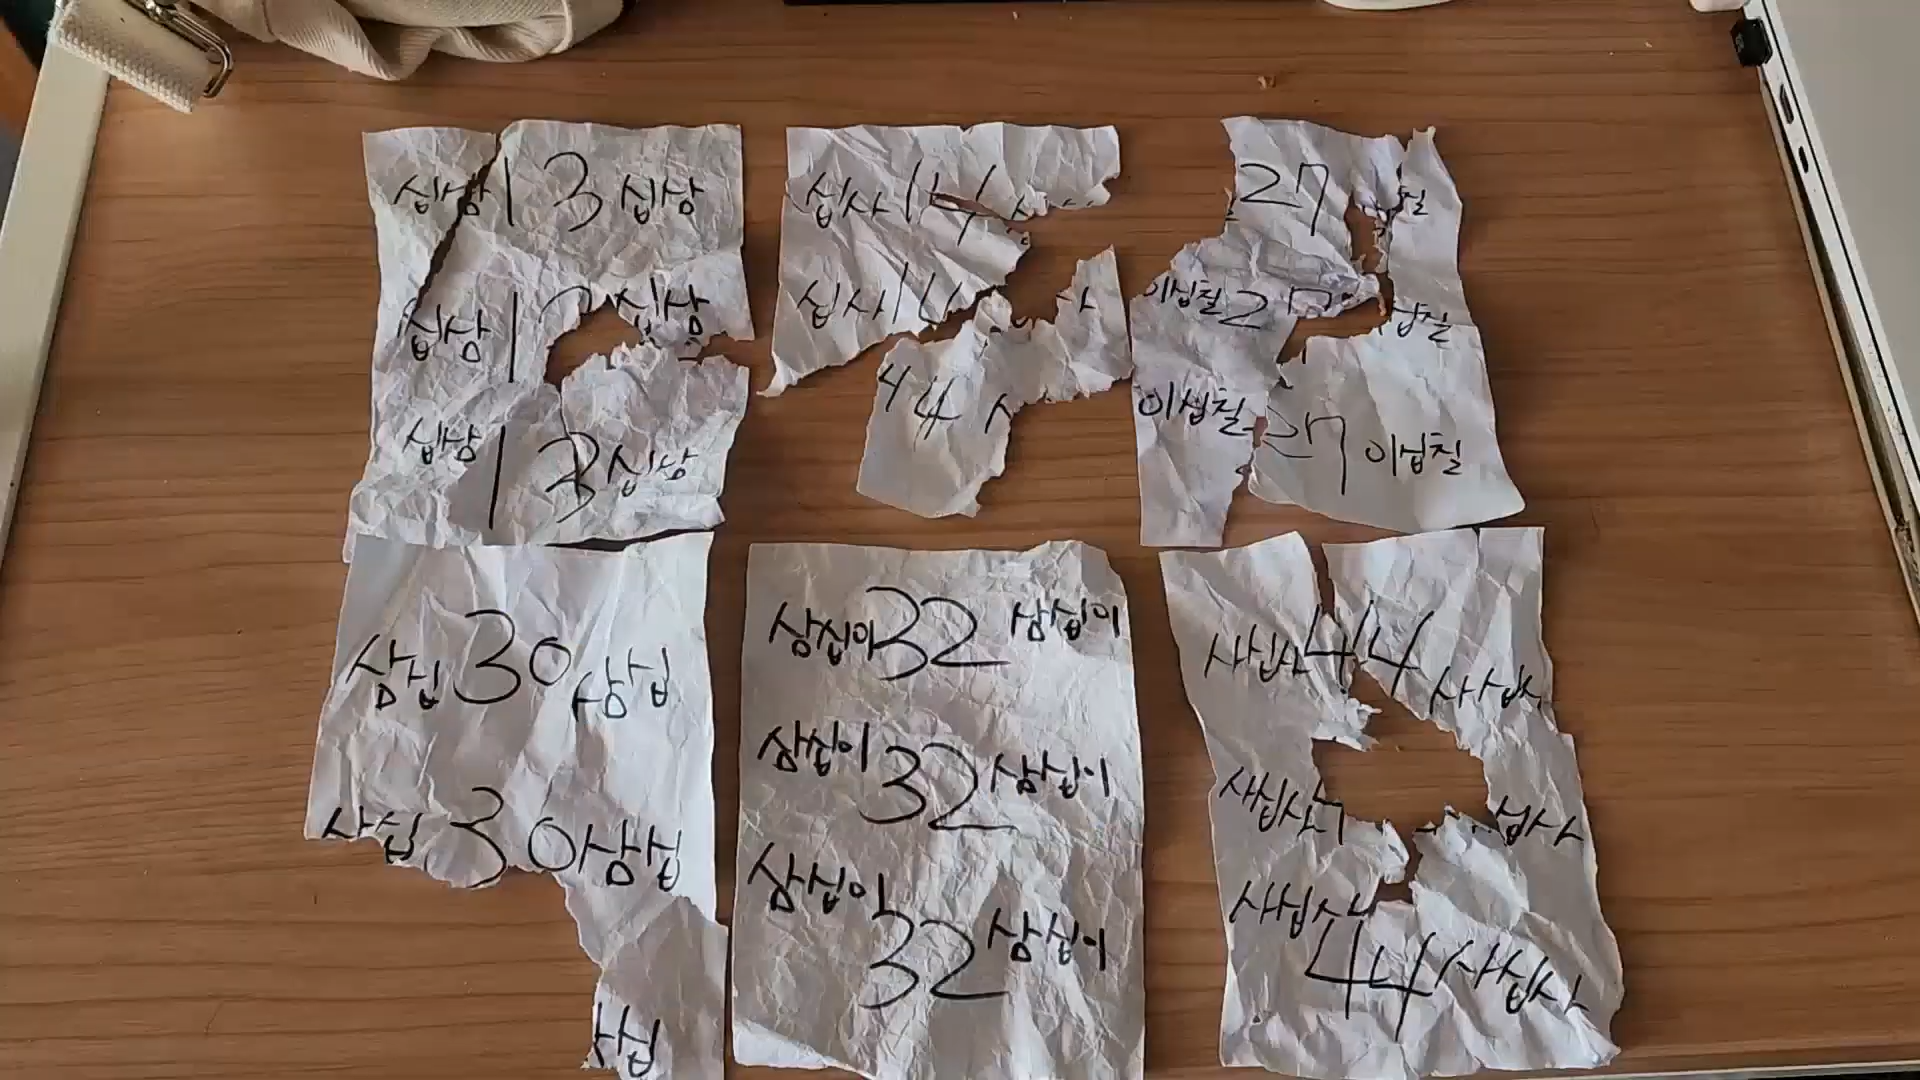 십삼 13 십삼
십삼 1 십삼
십삼 13 십삼
십사 14
십사 1
14
27
이십칠 27 십칠
이십칠 27 이십칠
삼십 30 삼십
30 삼십
삼십이 32 삼십이
삼십이 32 삼십이
삼십이 32 삼십이
사십사 44 사십사
사십사 십사
사십사 44 사십사